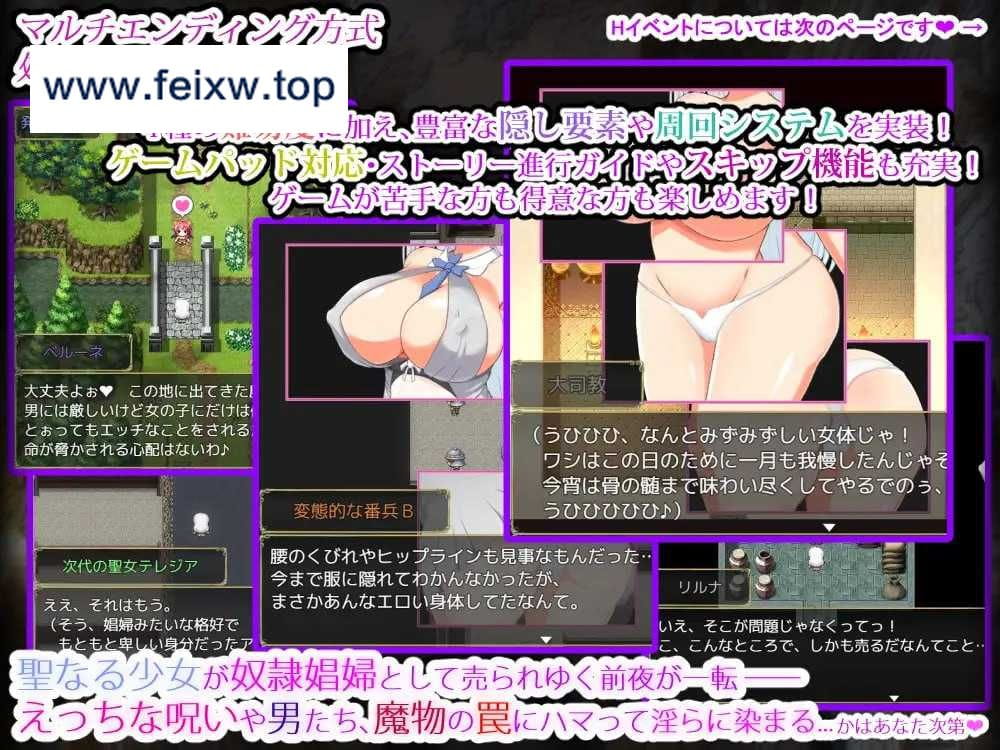 マルチエンディング方式
Hイベントについては次のページです❤→
www.feixw.top
に加え、豊富な隠し要素や周回システムを実装！
ゲームパッド対応・ストーリー進行ガイドやスキップ機能も充実！
ゲームが苦手な方も得意な方も楽しめます！
ベルーネ
大丈夫よぉ❤ この地に出てきた
男には厳しいけど女の子にだけは
とぉってもエッチなことをされる
命が脅かされる心配はないわ♪
大司教
（うひひひ、なんとみずみずしい女体じゃ！
ワシはこの日のために一月も我慢したんじゃそ
今宵は骨の髄まで味わい尽くしてやるでのぅ、
うひひひひひ♪）
変態的な番兵B
腰のくびれやヒップラインも見事なもんだった…
今まで服に隠れてわかんなかったが、
まさかあんなエロい身体してたなんて。
次代の聖女テレジア
ええ、それはもう。
（そう、娼婦みたいな格好で
もともと卑しい身分だったア
リルナ
いえ、そこが問題じゃなくってっ！
こ、こんなところで、しかも売るだなんてこと…
聖なる少女が奴隷娼婦として売られゆく前夜が一転――
えっちな呪いや男たち、魔物の罠にハマって淫らに染まる…かはあなた次第❤